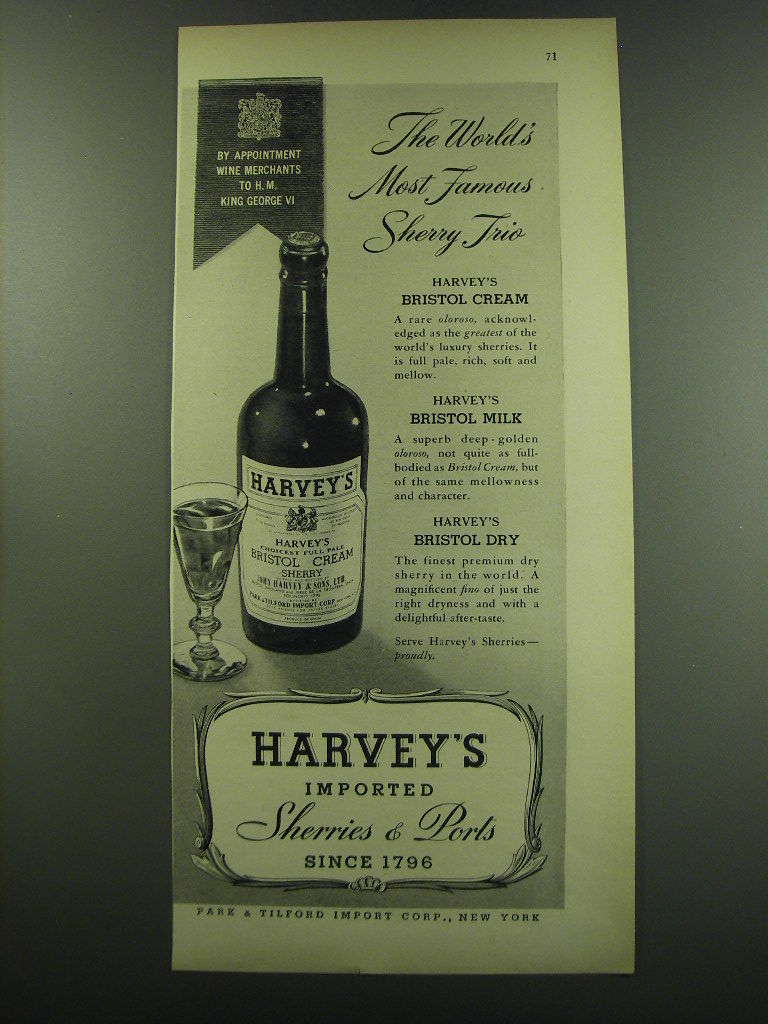 71
BY APPOINTMENT
WINE MERCHANTS
TO H. M.
KING GEORGE VI
The World's
Most Famous
Sherry Trio
HARVEY'S
BRISTOL CREAM
A rare oloroso, acknowl-
edged as the greatest of the
world's luxury sherries. It
is full pale, rich, soft and
mellow.
HARVEY'S
BRISTOL MILK
A superb deep-golden
oloroso, not quite as full-
bodied as Bristol Cream, but
of the same mellowness
and character.
HARVEY'S
BRISTOL DRY
The finest premium dry
sherry in the world. A
magnificent fino of just the
right dryness and with a
delightful after-taste.
Serve Harvey's Sherries—
proudly.
HARVEY'S
HARVEY'S
CHOICEST FULL PALE
BRISTOL CREAM
SHERRY
JOHN HARVEY & SONS, LTD.
PARK & TILFORD IMPORT CORP.
PRODUCE OF SPAIN
HARVEY'S
IMPORTED
Sherries & Ports
SINCE 1796
PARK & TILFORD IMPORT CORP., NEW YORK